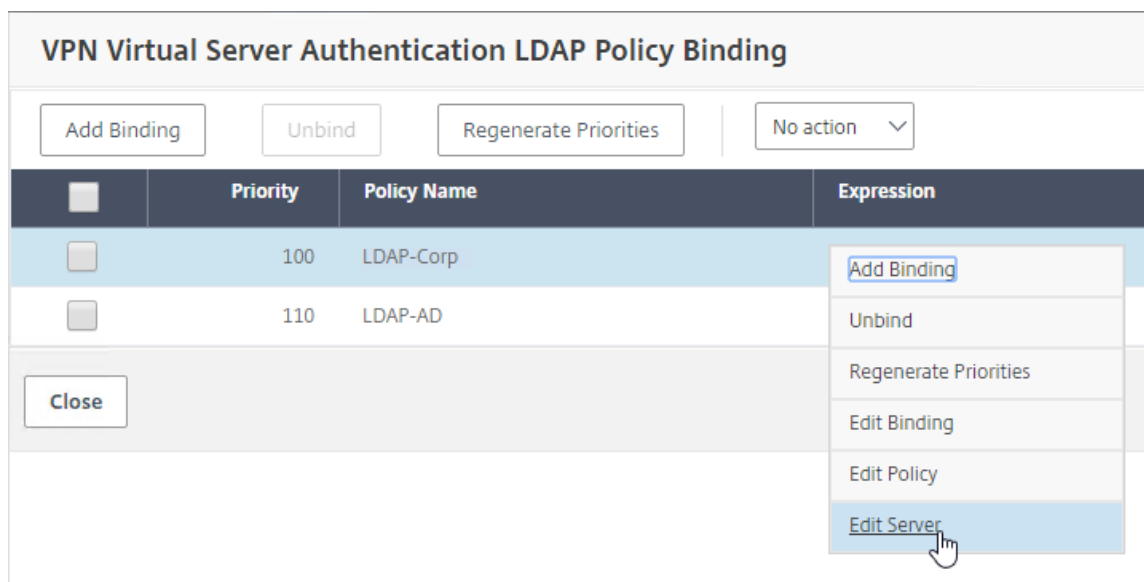 VPN Virtual Server Authentication LDAP Policy Binding
Add Binding Unbind Regenerate Priorities No action
Priority Policy Name Expression
100 LDAP-Corp
110 LDAP-AD
Add Binding
Unbind
Regenerate Priorities
Edit Binding
Edit Policy
Edit Server
Close